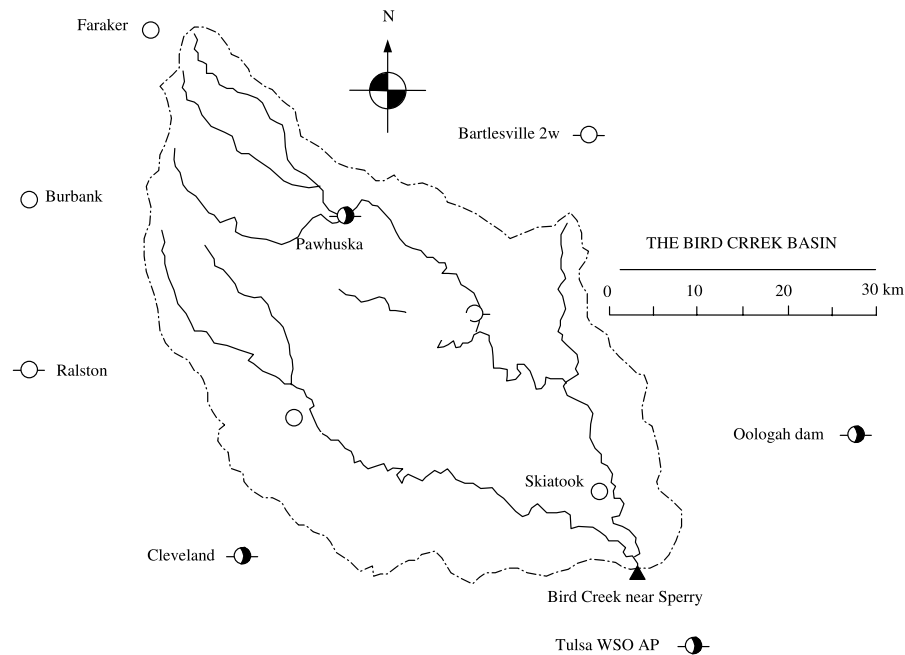 N
Faraker
Bartlesville 2w
Burbank
Pawhuska
THE BIRD CRREK BASIN
0 10 20 30 km
Ralston
Oologah dam
Skiatook
Cleveland
Bird Creek near Sperry
Tulsa WSO AP